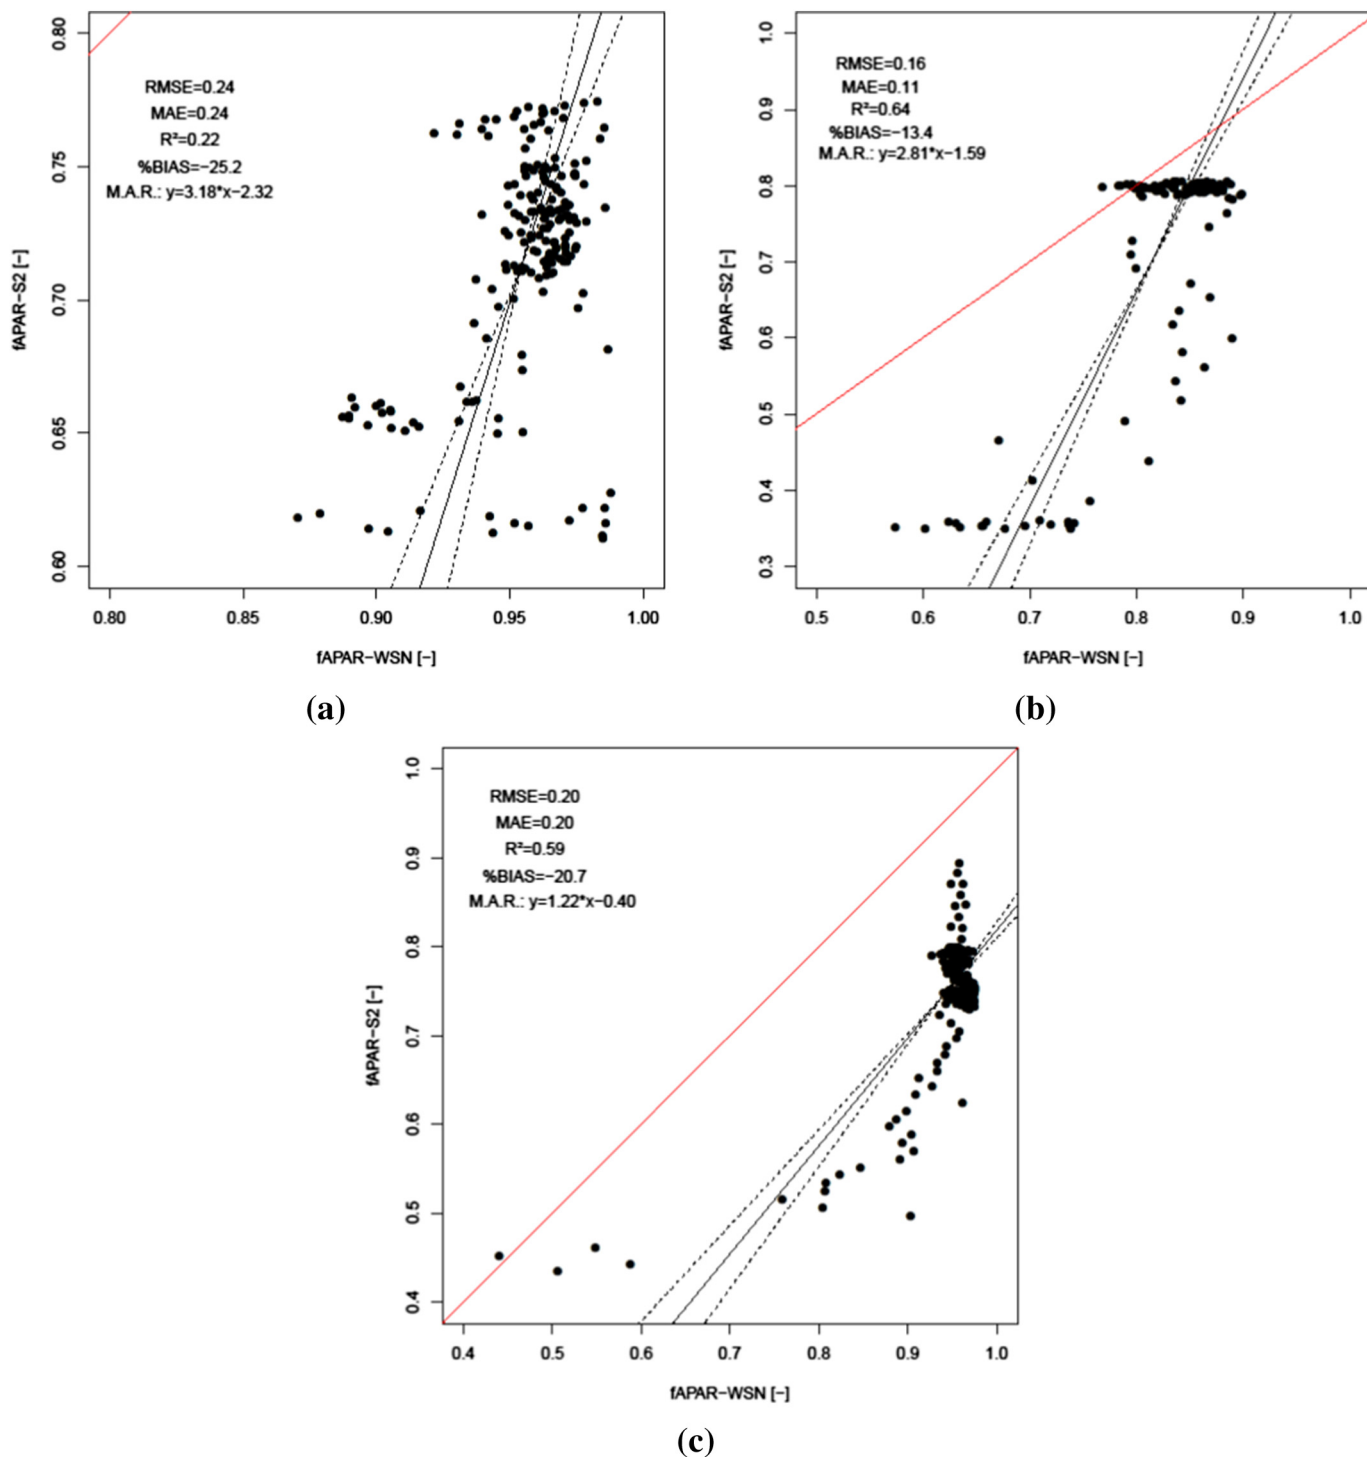 RMSE=0.24
MAE=0.24
R²=0.22
%BIAS=−25.2
M.A.R.: y=3.18*x−2.32
fAPAR−S2 [−]
0.80
0.75
0.70
0.65
0.60
0.80
0.85
0.90
0.95
1.00
fAPAR−WSN [−]
(a)
RMSE=0.16
MAE=0.11
R²=0.64
%BIAS=−13.4
M.A.R.: y=2.81*x−1.59
fAPAR−S2 [−]
1.0
0.9
0.8
0.7
0.6
0.5
0.4
0.3
0.5
0.6
0.7
0.8
0.9
1.0
fAPAR−WSN [−]
(b)
RMSE=0.20
MAE=0.20
R²=0.59
%BIAS=−20.7
M.A.R.: y=1.22*x−0.40
fAPAR−S2 [−]
1.0
0.9
0.8
0.7
0.6
0.5
0.4
0.4
0.5
0.6
0.7
0.8
0.9
1.0
fAPAR−WSN [−]
(c)